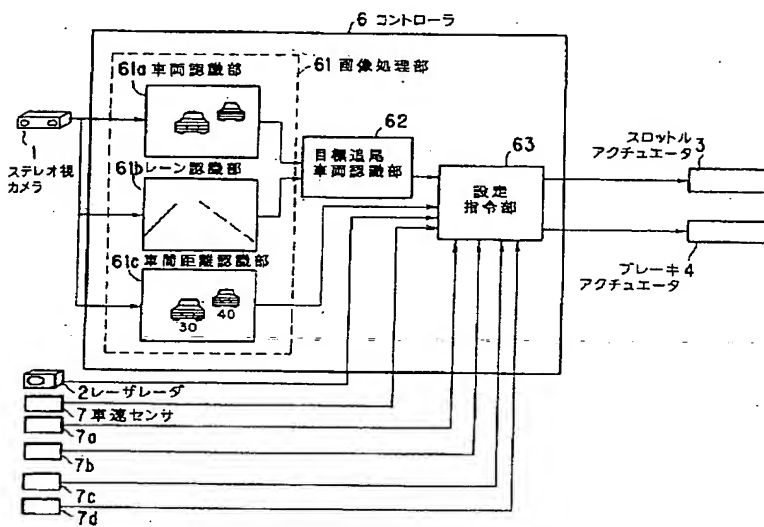 6 コントローラ
61 画像処理部
61a 車両認識部
1
ステレオ視
カメラ
61b レーン認識部
62
目標追尾
車両認識部
63
設定
指令部
スロットル
アクチュエータ 3
ブレーキ 4
アクチュエータ
61c 車間距離認識部
30
40
2 レーザレーダ
7 車速センサ
7a
7b
7c
7d